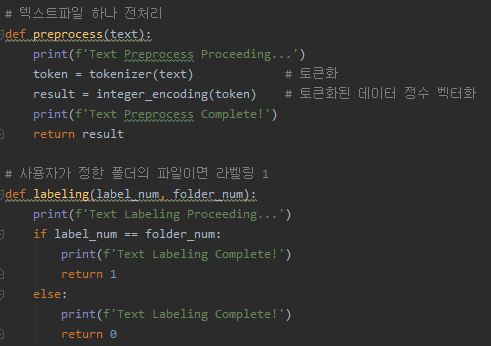 # 텍스트파일 하나 전처리
def preprocess(text):
    print(f'Text Preprocess Proceeding...')
    token = tokenizer(text)             # 토큰화
    result = integer_encoding(token)    # 토큰화된 데이터 정수 벡터화
    print(f'Text Preprocess Complete!')
    return result

# 사용자가 정한 폴더의 파일이면 라벨링 1
def labeling(label_num, folder_num):
    print(f'Text Labeling Proceeding...')
    if label_num == folder_num:
        print(f'Text Labeling Complete!')
        return 1
    else:
        print(f'Text Labeling Complete!')
        return 0